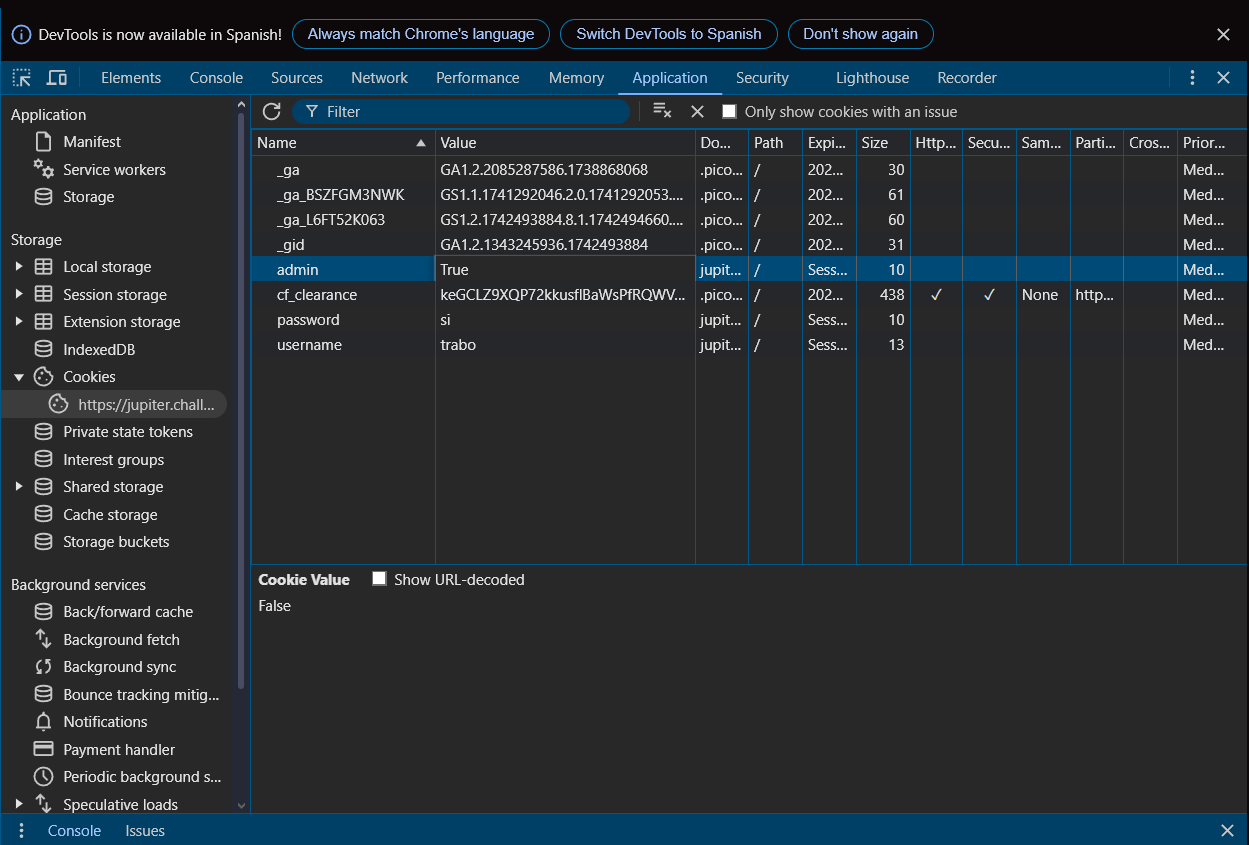 DevTools is now available in Spanish! Always match Chrome's language Switch DevTools to Spanish Don't show again
Elements Console Sources Network Performance Memory Application Security Lighthouse Recorder
Application
Manifest
Service workers
Storage
Storage
Local storage
Session storage
Extension storage
IndexedDB
Cookies
https://jupiter.chall...
Private state tokens
Interest groups
Shared storage
Cache storage
Storage buckets
Background services
Back/forward cache
Background fetch
Background sync
Bounce tracking mitig...
Notifications
Payment handler
Periodic background s...
Speculative loads
Filter Only show cookies with an issue
Name Value Do... Path Expi... Size Http... Secu... Sam... Parti... Cros... Prior...
_ga GA1.2.2085287586.1738868068 .pico... / 202... 30 Med...
_ga_BSZFGM3NWK GS1.1.1741292046.2.0.1741292053.... .pico... / 202... 61 Med...
_ga_L6FT52K063 GS1.2.1742493884.8.1.1742494660.... .pico... / 202... 60 Med...
_gid GA1.2.1343245936.1742493884 .pico... / 202... 31 Med...
admin True jupit... / Sess... 10 Med...
cf_clearance keGCLZ9XQP72kkusflBaWsPfRQWV... .pico... / 202... 438 ✓ ✓ None http... Med...
password si jupit... / Sess... 10 Med...
username trabo jupit... / Sess... 13 Med...
Cookie Value Show URL-decoded
False
Console Issues